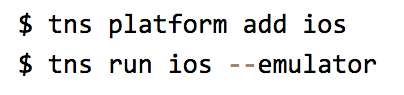 $ tns platform add ios
$ tns run ios --emulator